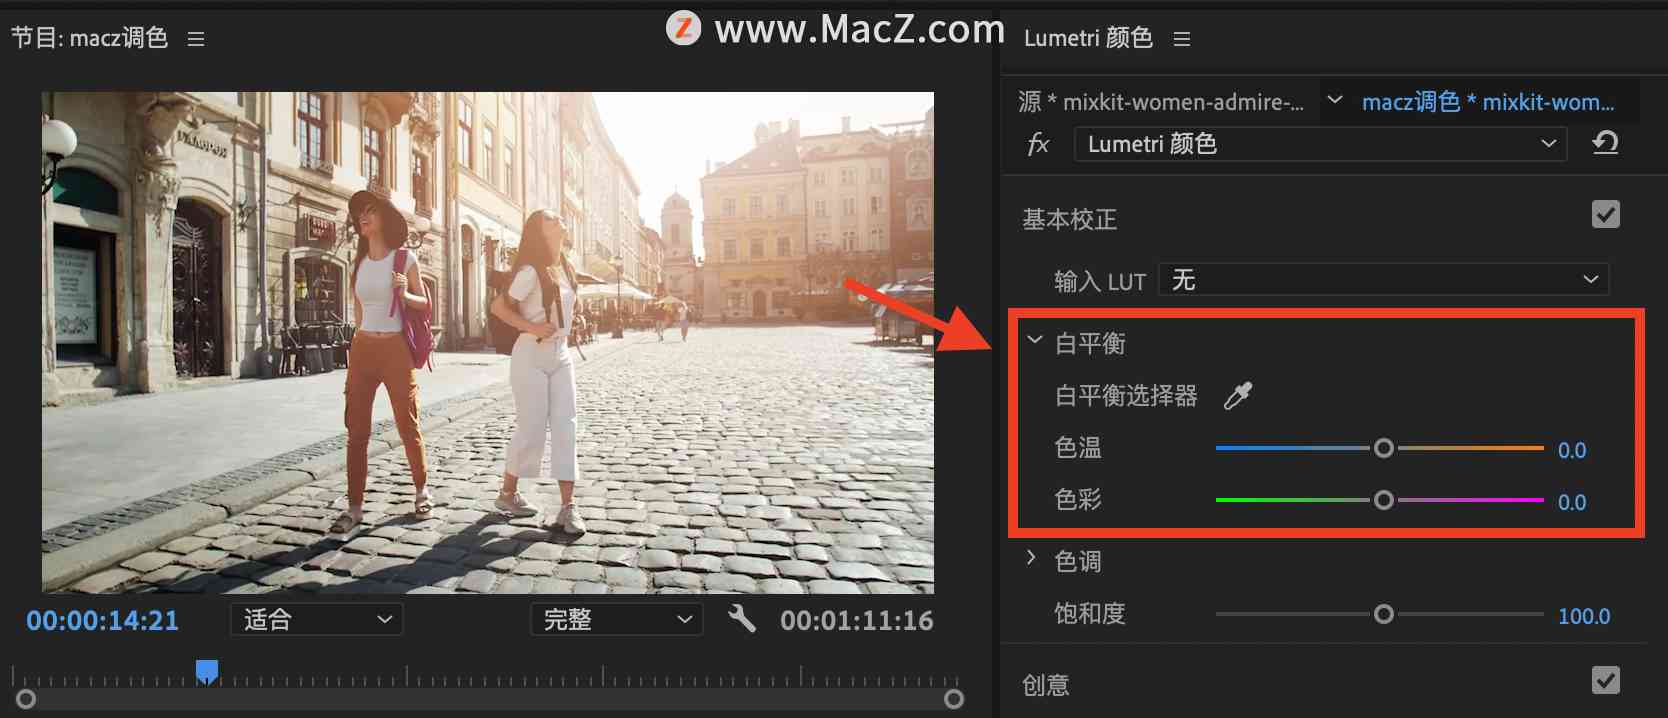 节目: macz调色
Z www.MacZ.com
Lumetri 颜色
源 * mixkit-women-admire-...
macz调色 * mixkit-wom...
fx
Lumetri 颜色
基本校正
输入 LUT
无
白平衡
白平衡选择器
色温
0.0
色彩
0.0
色调
饱和度
100.0
创意
00:00:14:21
适合
完整
00:01:11:16